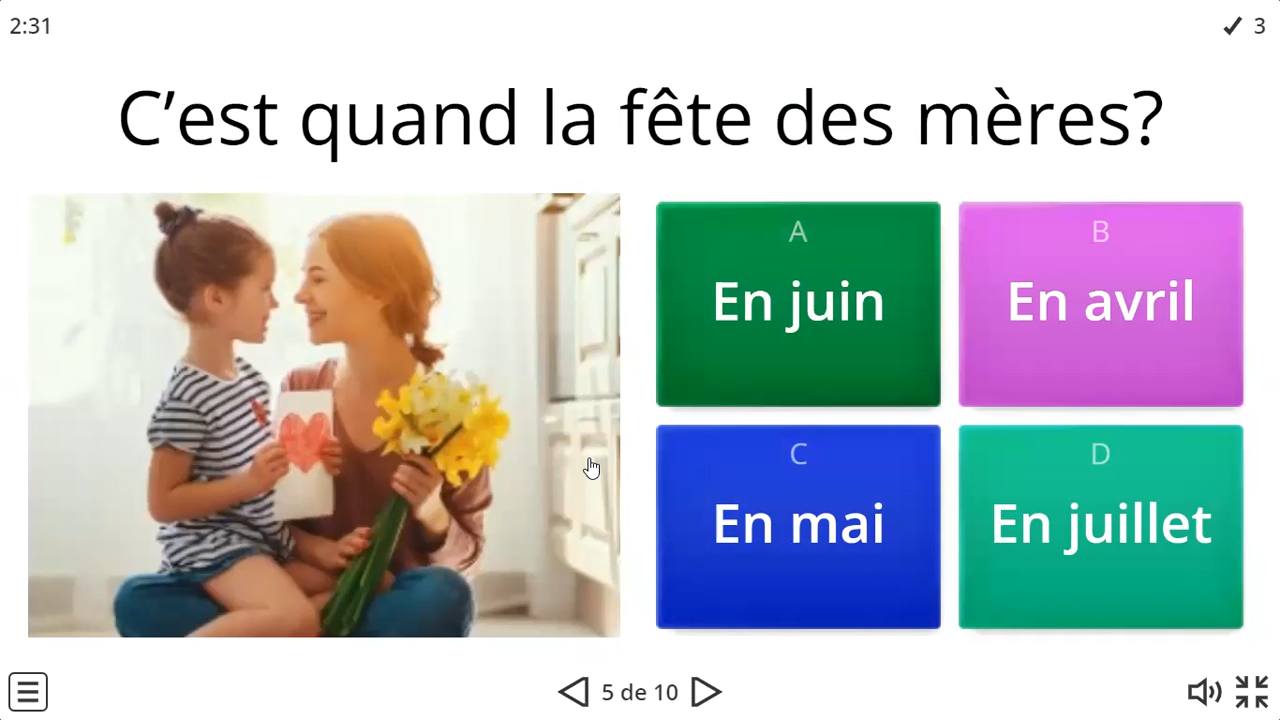 2:31
✓ 3
C’est quand la fête des mères?
A
En juin
B
En avril
C
En mai
D
En juillet
5 de 10